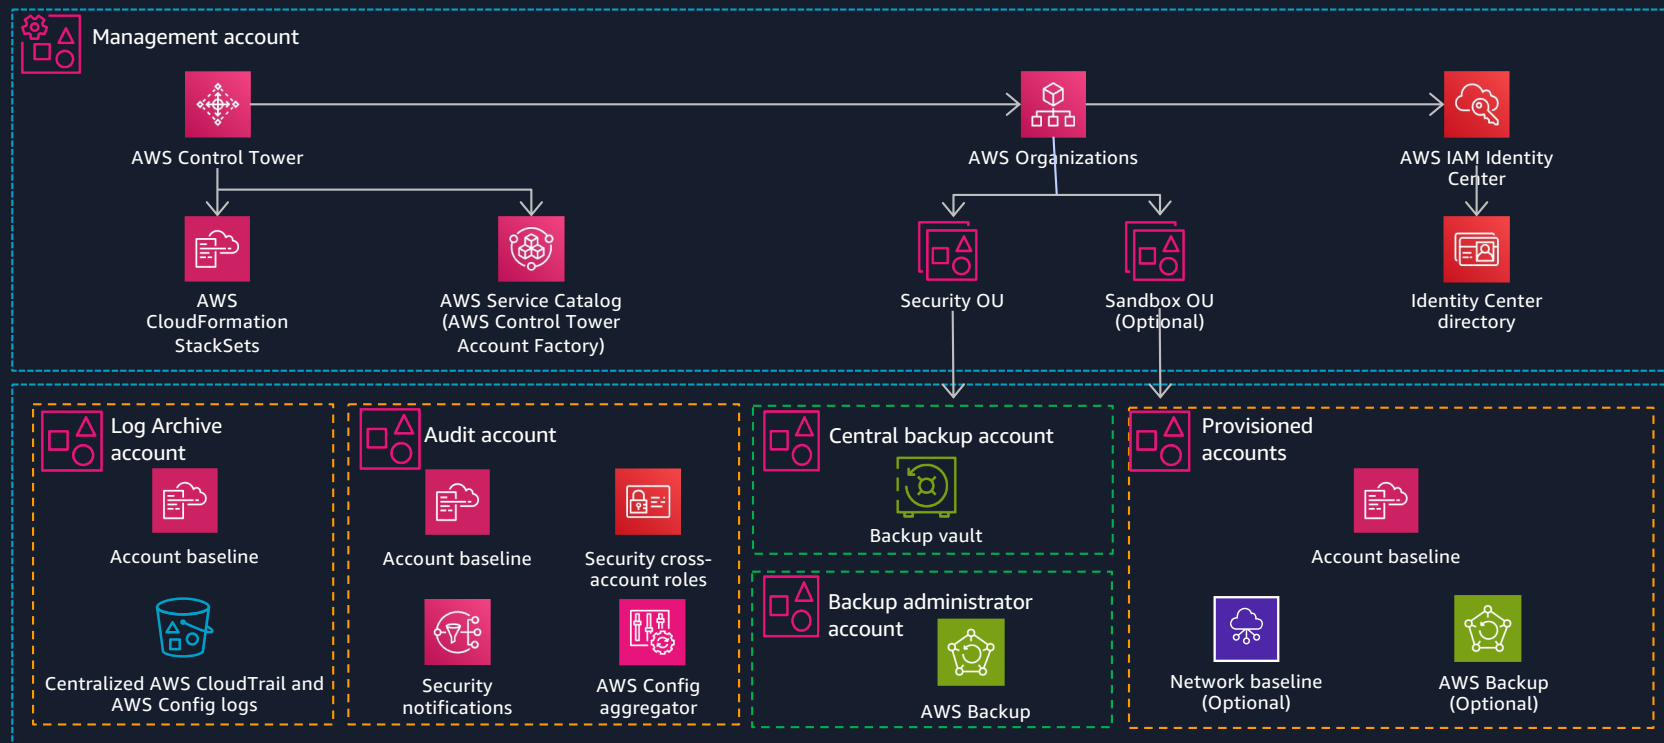 Management account
AWS Control Tower
AWS Organizations
AWS IAM Identity
Center
AWS
CloudFormation
StackSets
AWS Service Catalog
(AWS Control Tower
Account Factory)
Security OU
Sandbox OU
(Optional)
Identity Center
directory
Log Archive
account
Account baseline
Centralized AWS CloudTrail and
AWS Config logs
Audit account
Account baseline
Security cross-
account roles
Security
notifications
AWS Config
aggregator
Central backup account
Backup vault
Backup administrator
account
AWS Backup
Provisioned
accounts
Account baseline
Network baseline
(Optional)
AWS Backup
(Optional)